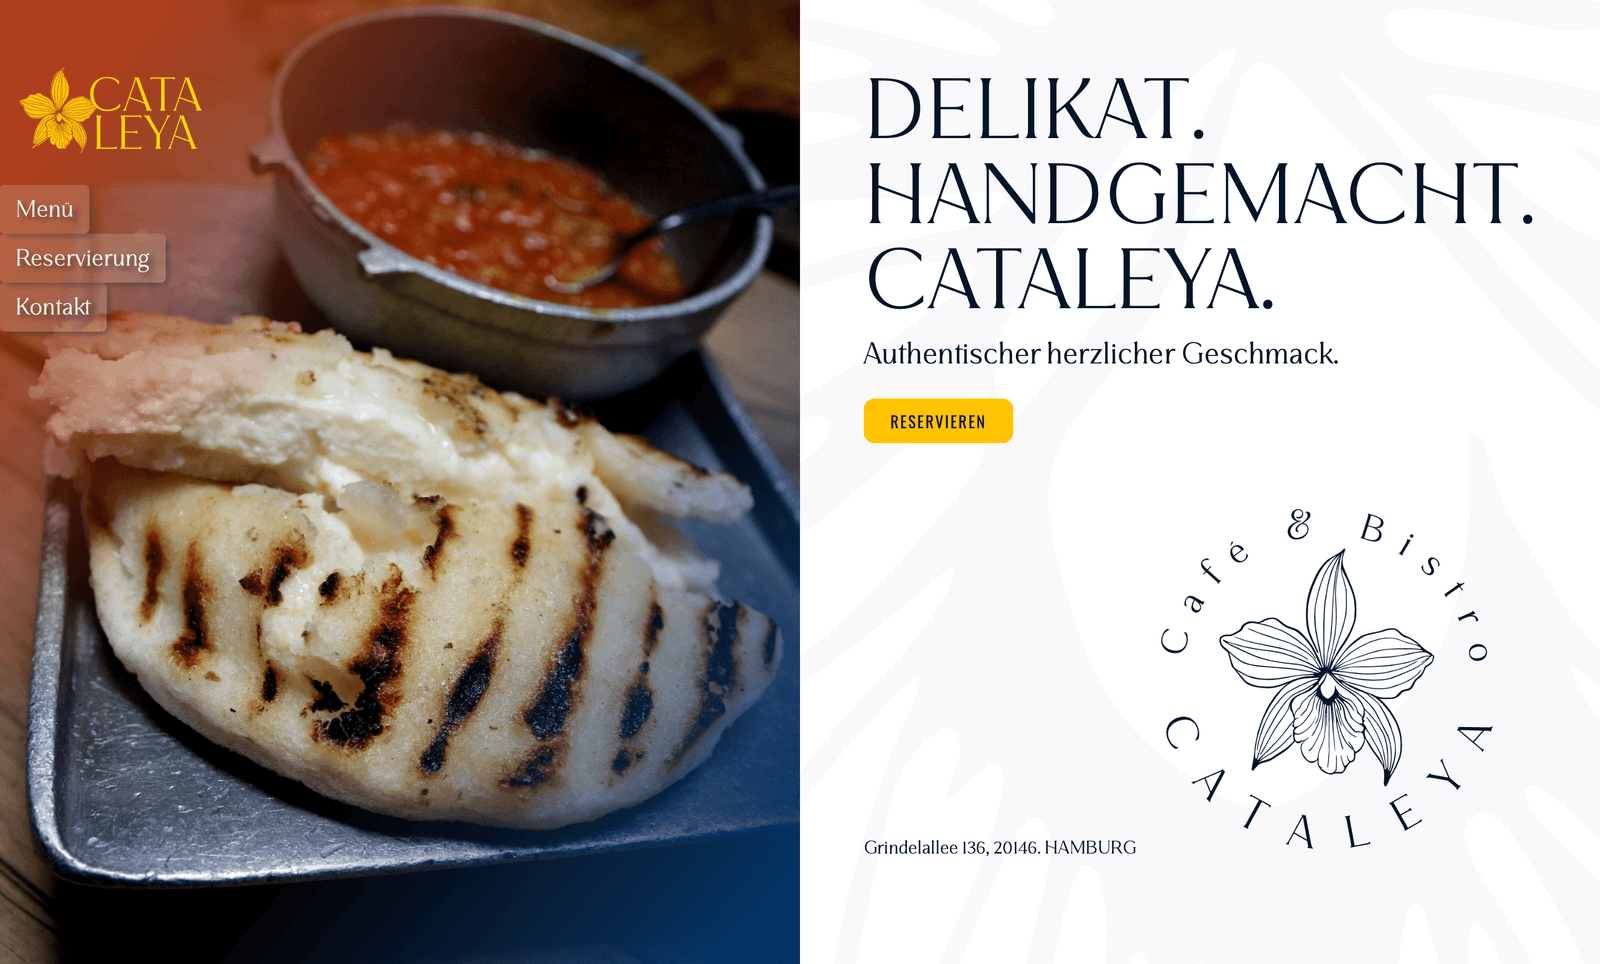 CATA
LEYA
Menü
Reservierung
Kontakt
DELIKAT.
HANDGEMACHT.
CATALEYA.
Authentischer herzlicher Geschmack.
RESERVIEREN
Café & Bistro
CATALEYA
Grindelallee 136, 20146. HAMBURG